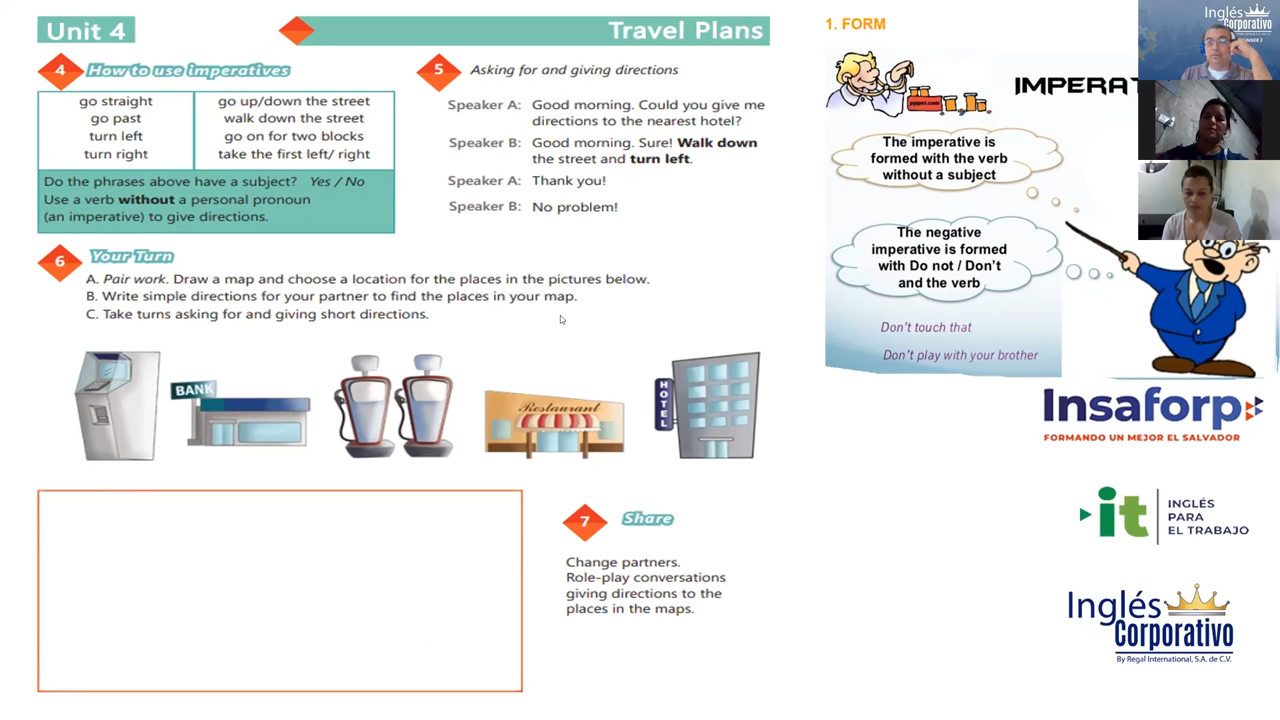 Unit 4
Travel Plans
4
How to use imperatives
go straight
go past
turn left
turn right
go up/down the street
walk down the street
go on for two blocks
take the first left/ right
Do the phrases above have a subject? Yes / No
Use a verb without a personal pronoun
(an imperative) to give directions.
5
Asking for and giving directions
Speaker A: Good morning. Could you give me
directions to the nearest hotel?
Speaker B: Good morning. Sure! Walk down
the street and turn left.
Speaker A: Thank you!
Speaker B: No problem!
6
Your Turn
A. Pair work. Draw a map and choose a location for the places in the pictures below.
B. Write simple directions for your partner to find the places in your map.
C. Take turns asking for and giving short directions.
BANK
Restaurant
HOTEL
7
Share
Change partners.
Role-play conversations
giving directions to the
places in the maps.
1. FORM
IMPERAT
The imperative is
formed with the verb
without a subject
The negative
imperative is formed
with Do not / Don't
and the verb
Don't touch that
Don't play with your brother
Inglés
Corporativo
Insaforp
FORMANDO UN MEJOR EL SALVADOR
it
INGLÉS
PARA
EL TRABAJO
Inglés
Corporativo
By Regal International, S.A. de C.V.